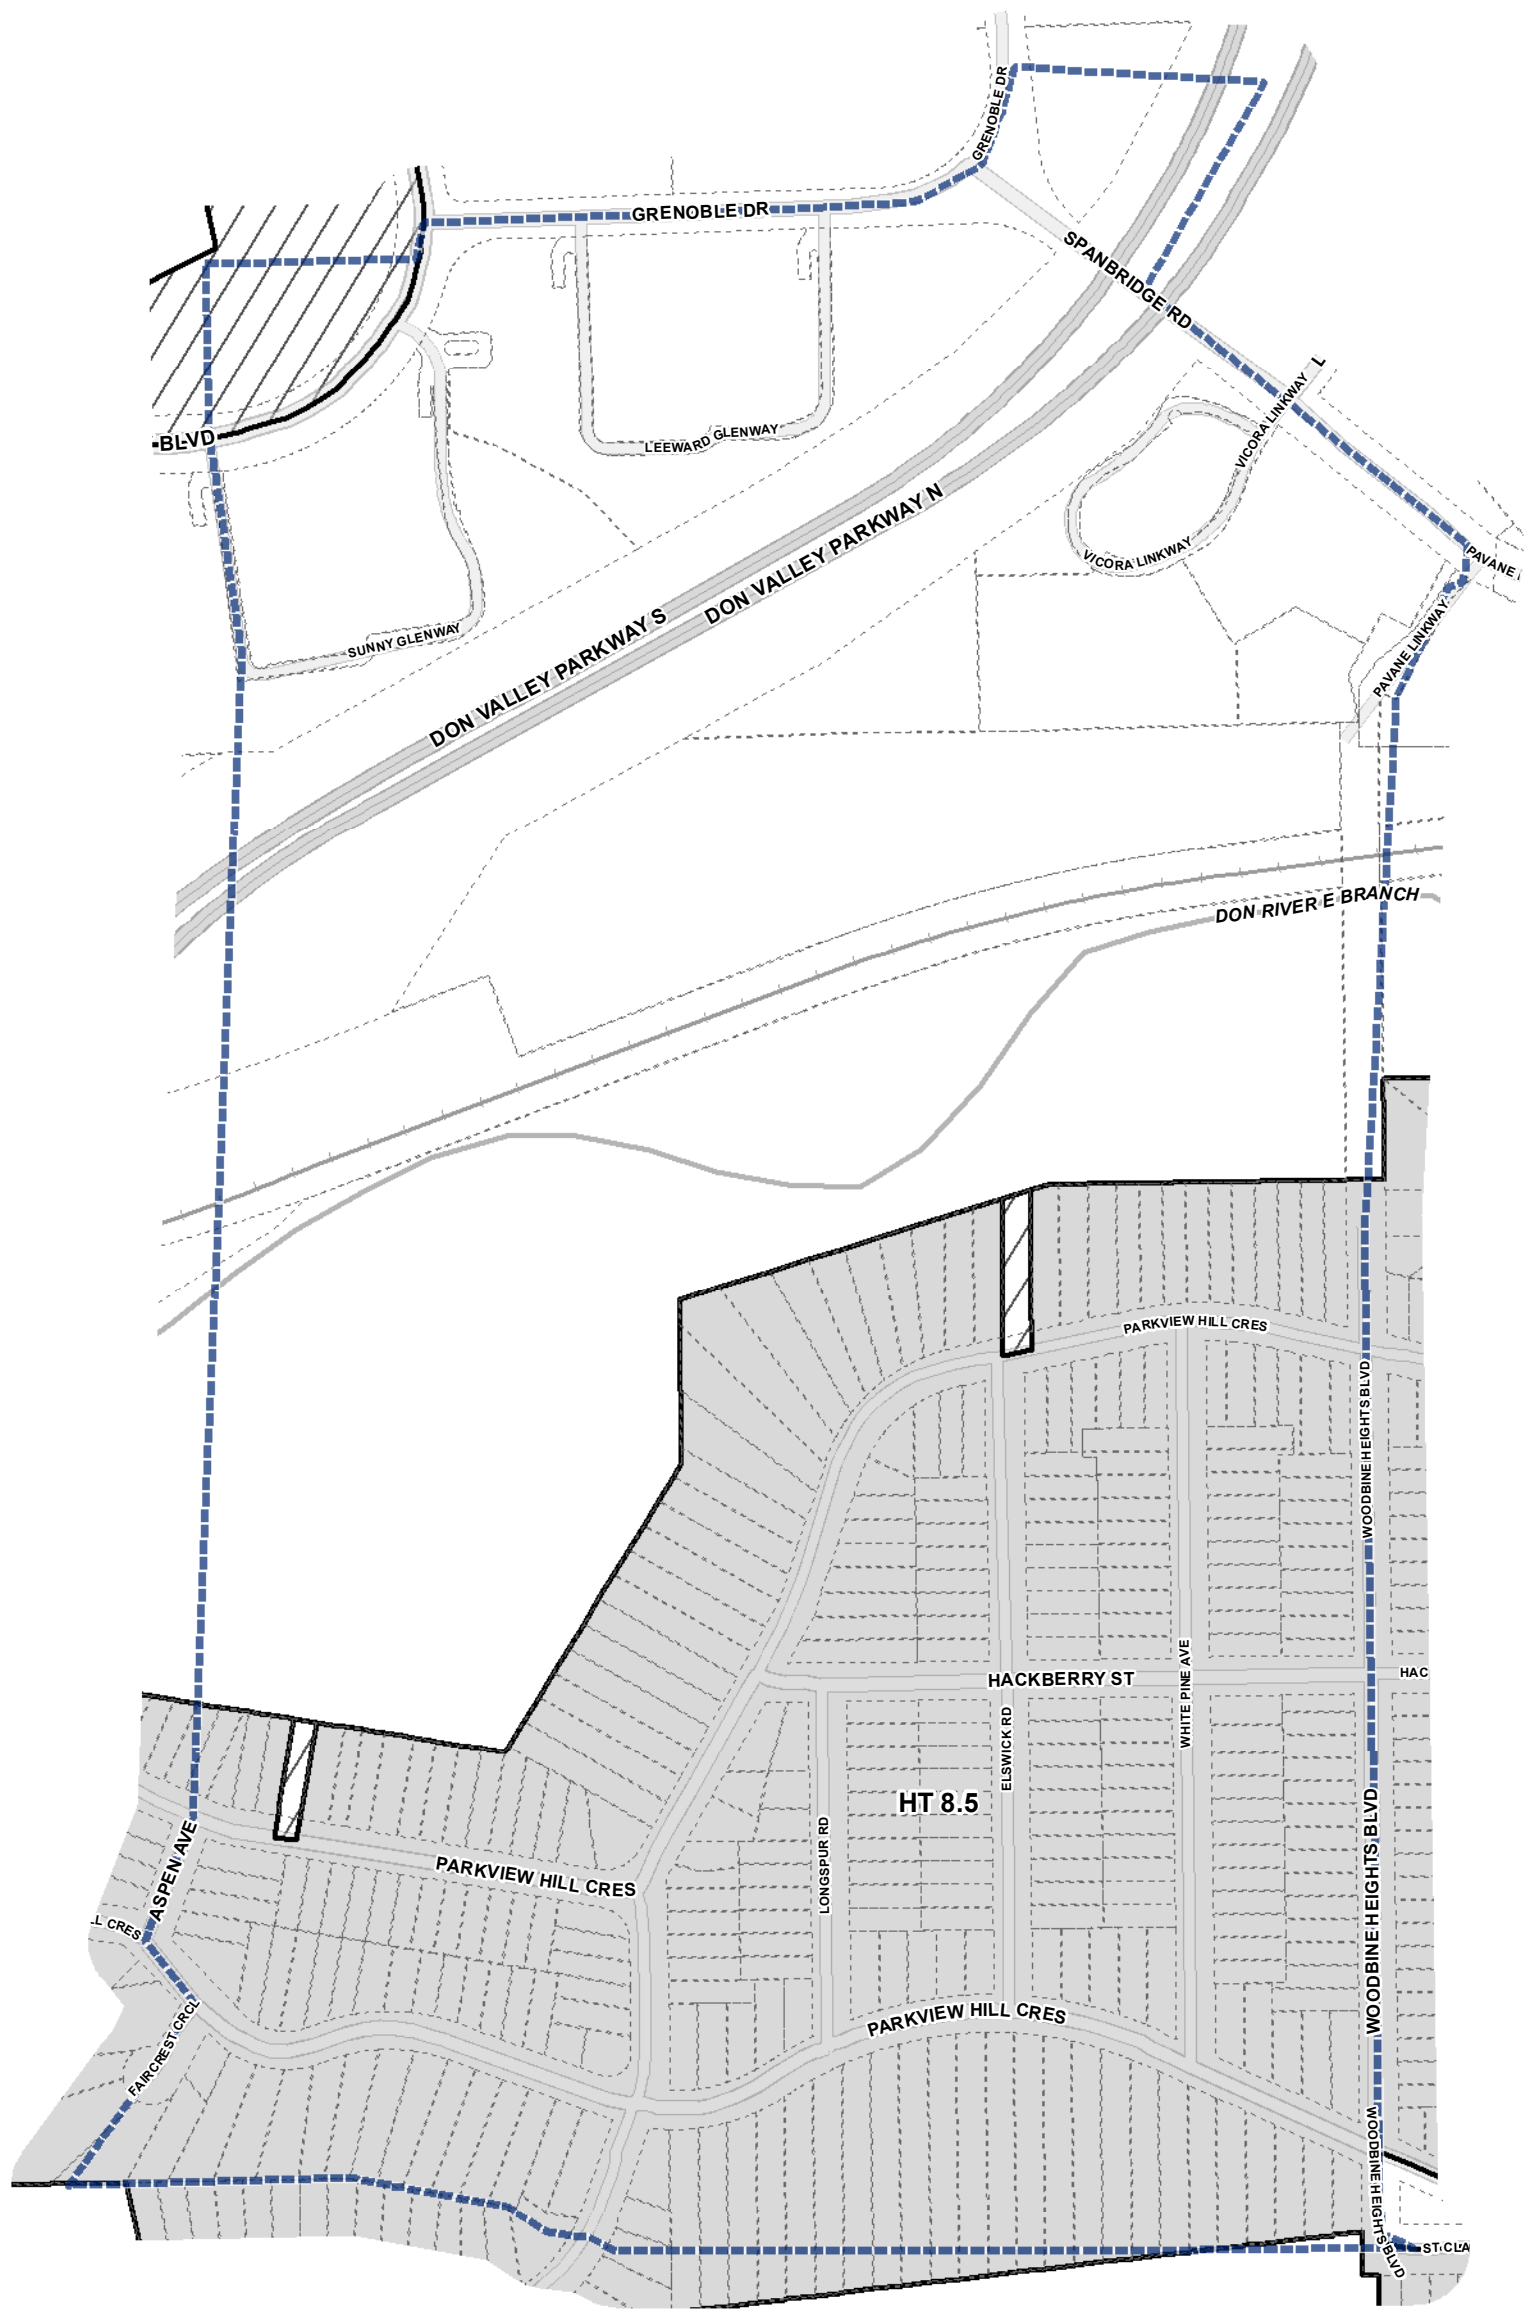 GRENOBLE DR
GRENOBLE DR
SPANBRIDGE RD
VICORA LINKWAY
L
BLVD
LEEWARD GLENWAY
DON VALLEY PARKWAY N
VICORA LINKWAY
PAVANE
PAVANE LINKWAY
SUNNY GLENWAY
DON VALLEY PARKWAY S
DON RIVER E BRANCH
PARKVIEW HILL CRES
WOODBINE HEIGHTS BLVD
HACKBERRY ST
HAC
WHITE PINE AVE
ELSWICK RD
HT 8.5
LONGSPUR RD
WOODBINE HEIGHTS BLVD
PARKVIEW HILL CRES
ASPEN AVE
LL CRES
FAIRCREST CRCL
PARKVIEW HILL CRES
WOODBINE HEIGHTS BLVD
ST CLA